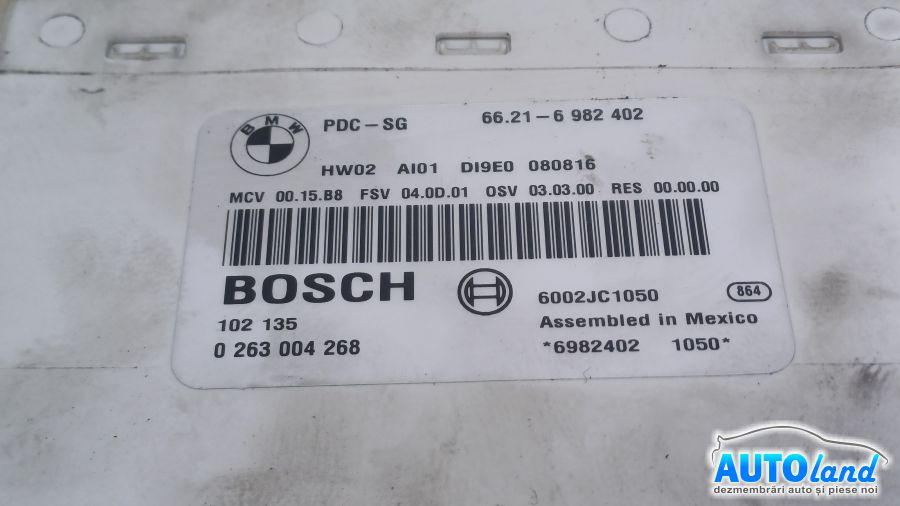 BMW
PDC-SG 66.21-6 982 402
HW02 AI01 DI9E0 080816
MCV 00.15.B8 FSV 04.0D.01 OSV 03.03.00 RES 00.00.00
BOSCH
6002JC1050 864
102 135 Assembled in Mexico
0 263 004 268 *6982402 1050*
AUTOland
dezmembrări auto și piese noi